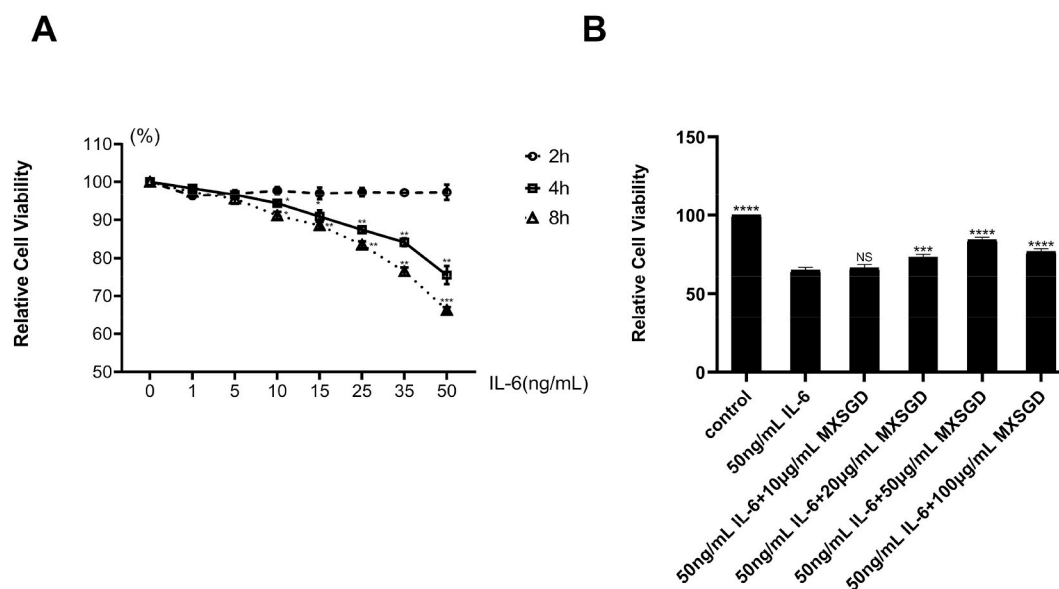 A
(%)
Relative Cell Viability
110
100
90
80
70
60
50
0 1 5 10 15 25 35 50
IL-6(ng/mL)
2h
4h
8h
* * ** ** **
* ** ** ** ***
B
Relative Cell Viability
150
100
50
0
**** NS *** **** ****
control
50ng/mL IL-6
50ng/mL IL-6+10μg/mL MXSGD
50ng/mL IL-6+20μg/mL MXSGD
50ng/mL IL-6+50μg/mL MXSGD
50ng/mL IL-6+100μg/mL MXSGD